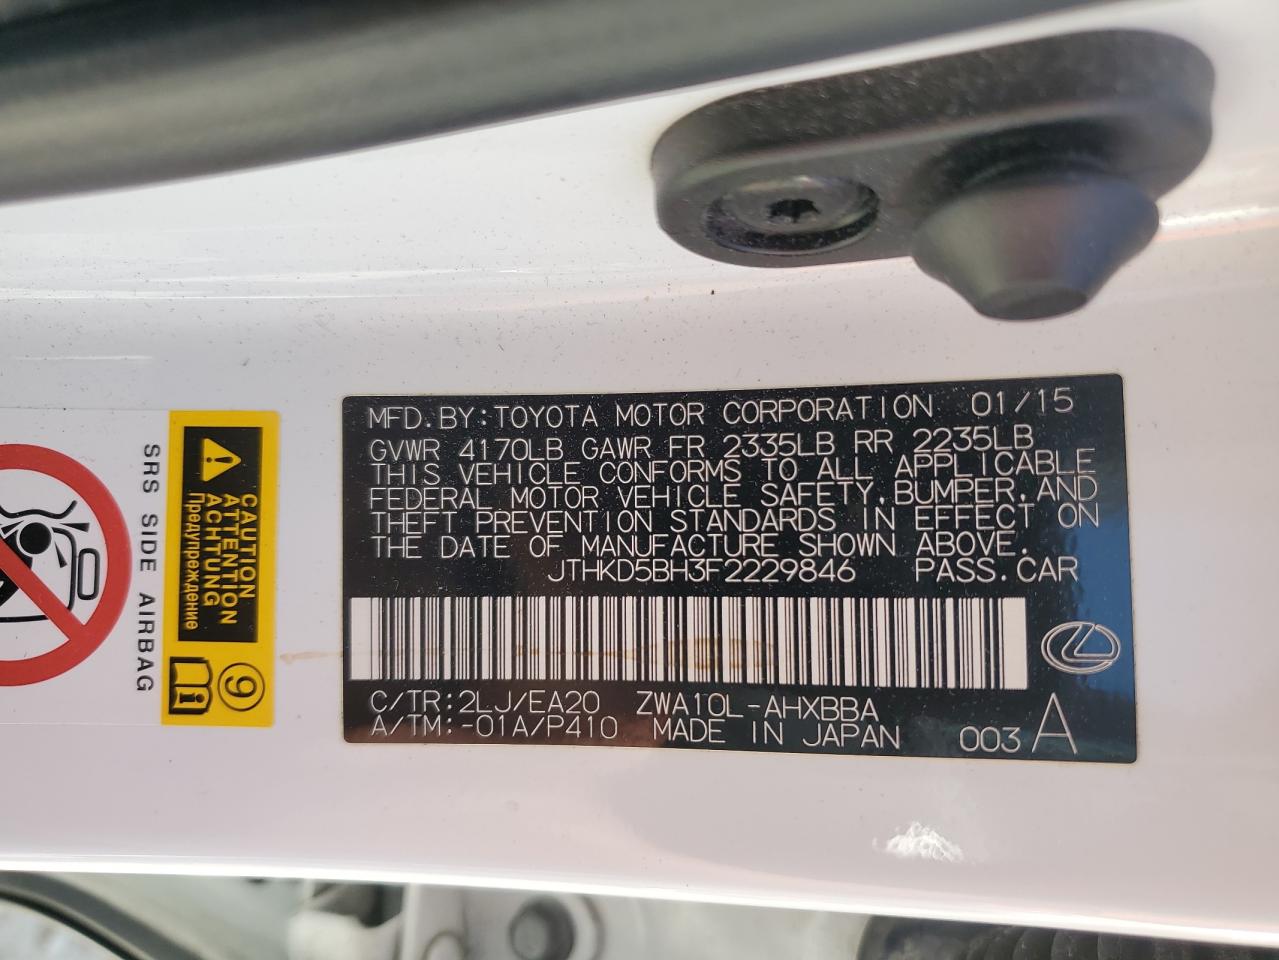 MFD.BY:TOYOTA MOTOR CORPORATION 01/15
GVWR 4170LB GAWR FR 2335LB RR 2235LB
THIS VEHICLE CONFORMS TO ALL APPLICABLE
FEDERAL MOTOR VEHICLE SAFETY,BUMPER,AND
THEFT PREVENTION STANDARDS IN EFFECT ON
THE DATE OF MANUFACTURE SHOWN ABOVE.
JTHKD5BH3F2229846 PASS.CAR
C/TR:2LJ/EA20 ZWA10L-AHXBBA
A/TM:-01A/P410 MADE IN JAPAN 003 A
CAUTION
ATTENTION
ACHTUNG
Предупреждение
9
SRS SIDE AIRBAG